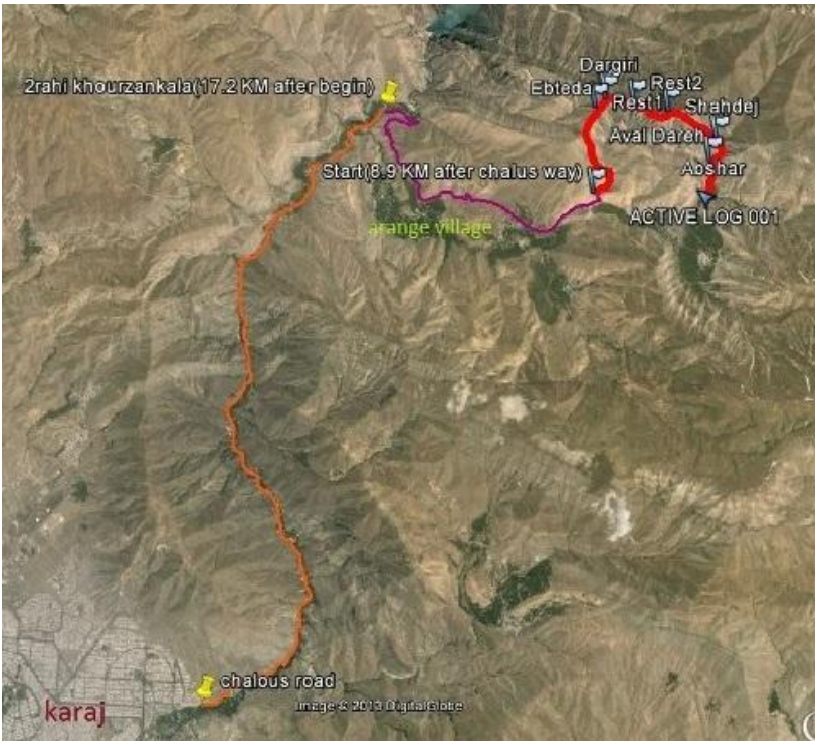 Dargiri
2rahi khourzankala(17.2 KM after begin)
Ebteda
Rest1
Rest2
Shahdej
Aval Dareh
Start(8.9 KM after chalus way)
Aoshar
ACTIVE LOG 001
arange village
chalous road
Image © 2013 DigitalGlobe
karaj